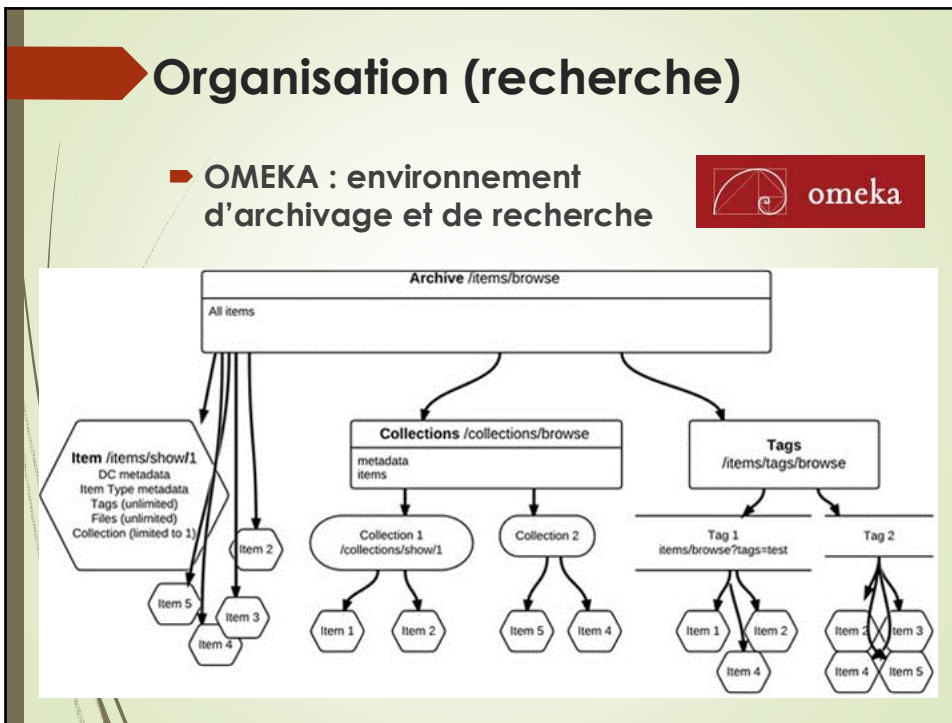 Organisation (recherche)
OMEKA : environnement
d'archivage et de recherche
omeka
Archive /items/browse
All items
Item /items/show/1
DC metadata
Item Type metadata
Tags (unlimited)
Files (unlimited)
Collection (limited to 1)
Item 2
Item 5
Item 3
Item 4
Collections /collections/browse
metadata
items
Collection 1
/collections/show/1
Collection 2
Item 1
Item 2
Item 5
Item 4
Tags
/items/tags/browse
Tag 1
items/browse?tags=test
Tag 2
Item 1
Item 2
Item 4
Item 2
Item 3
Item 4
Item 5